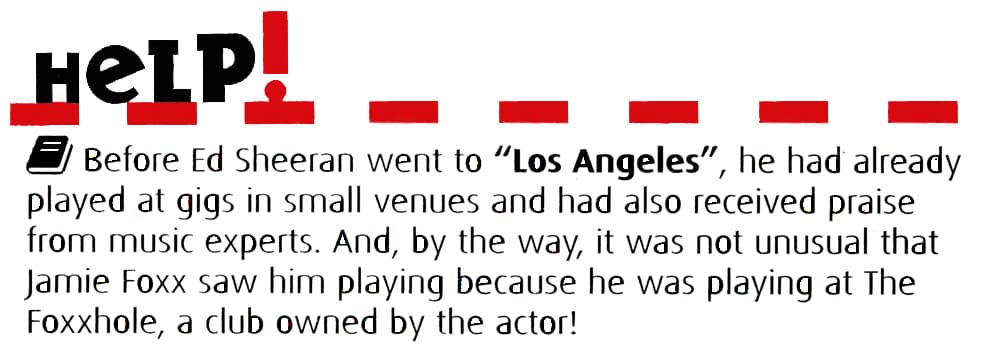 HeLP!
Before Ed Sheeran went to “Los Angeles”, he had already
played at gigs in small venues and had also received praise
from music experts. And, by the way, it was not unusual that
Jamie Foxx saw him playing because he was playing at The
Foxxhole, a club owned by the actor!